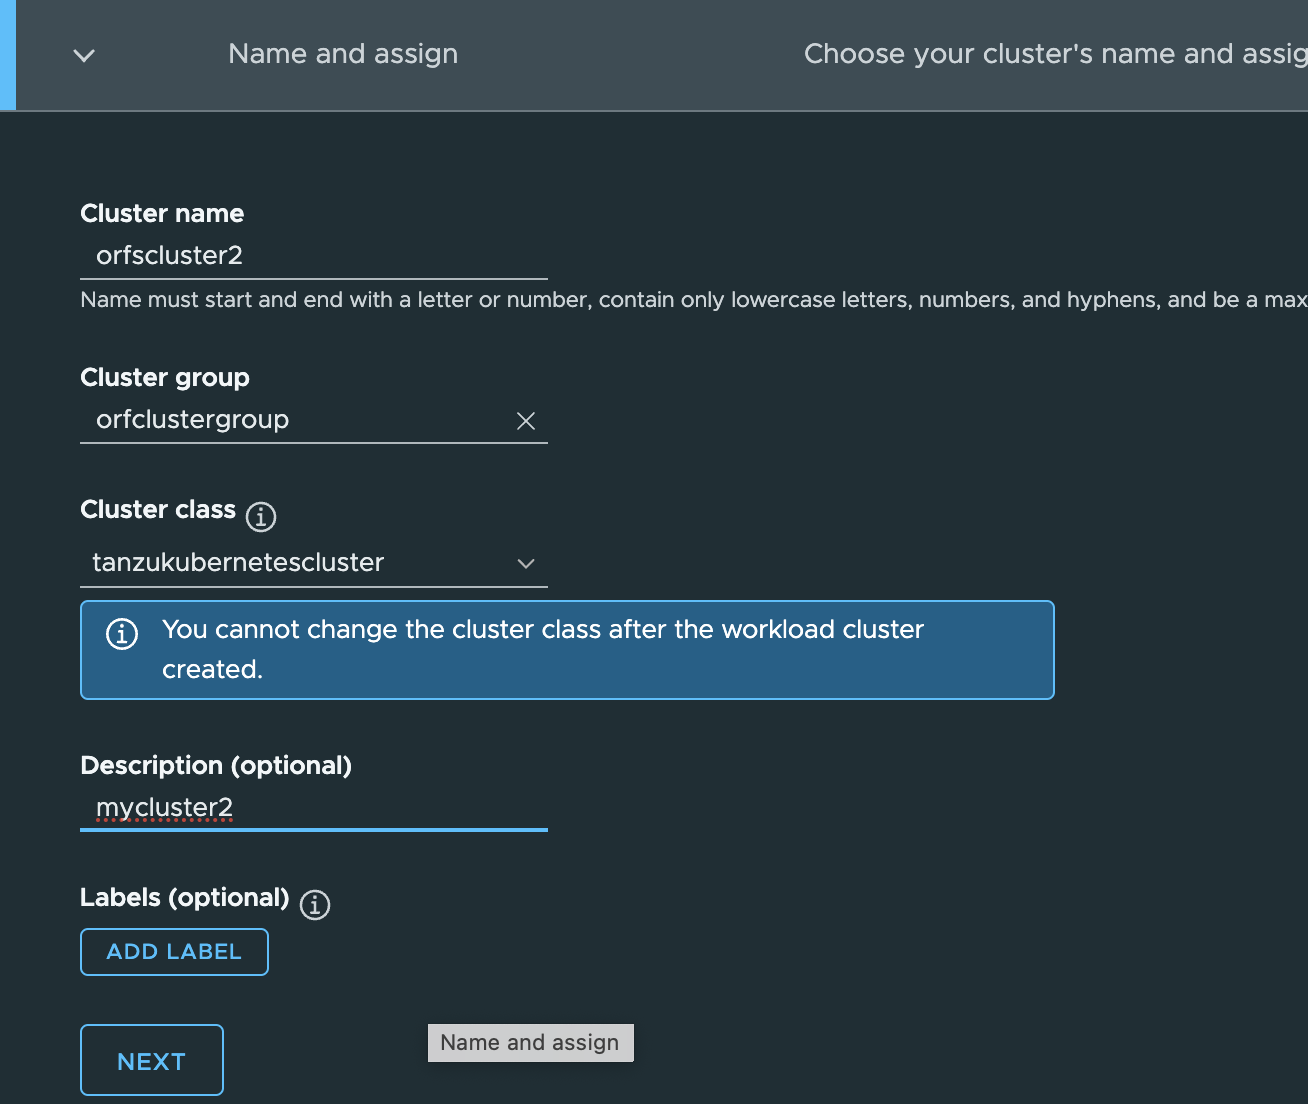 Name and assign
Choose your cluster's name and assig
Cluster name
orfscluster2
Name must start and end with a letter or number, contain only lowercase letters, numbers, and hyphens, and be a max
Cluster group
orfclustergroup
Cluster class
tanzukubernetescluster
You cannot change the cluster class after the workload cluster
created.
Description (optional)
mycluster2
Labels (optional)
ADD LABEL
Name and assign
NEXT